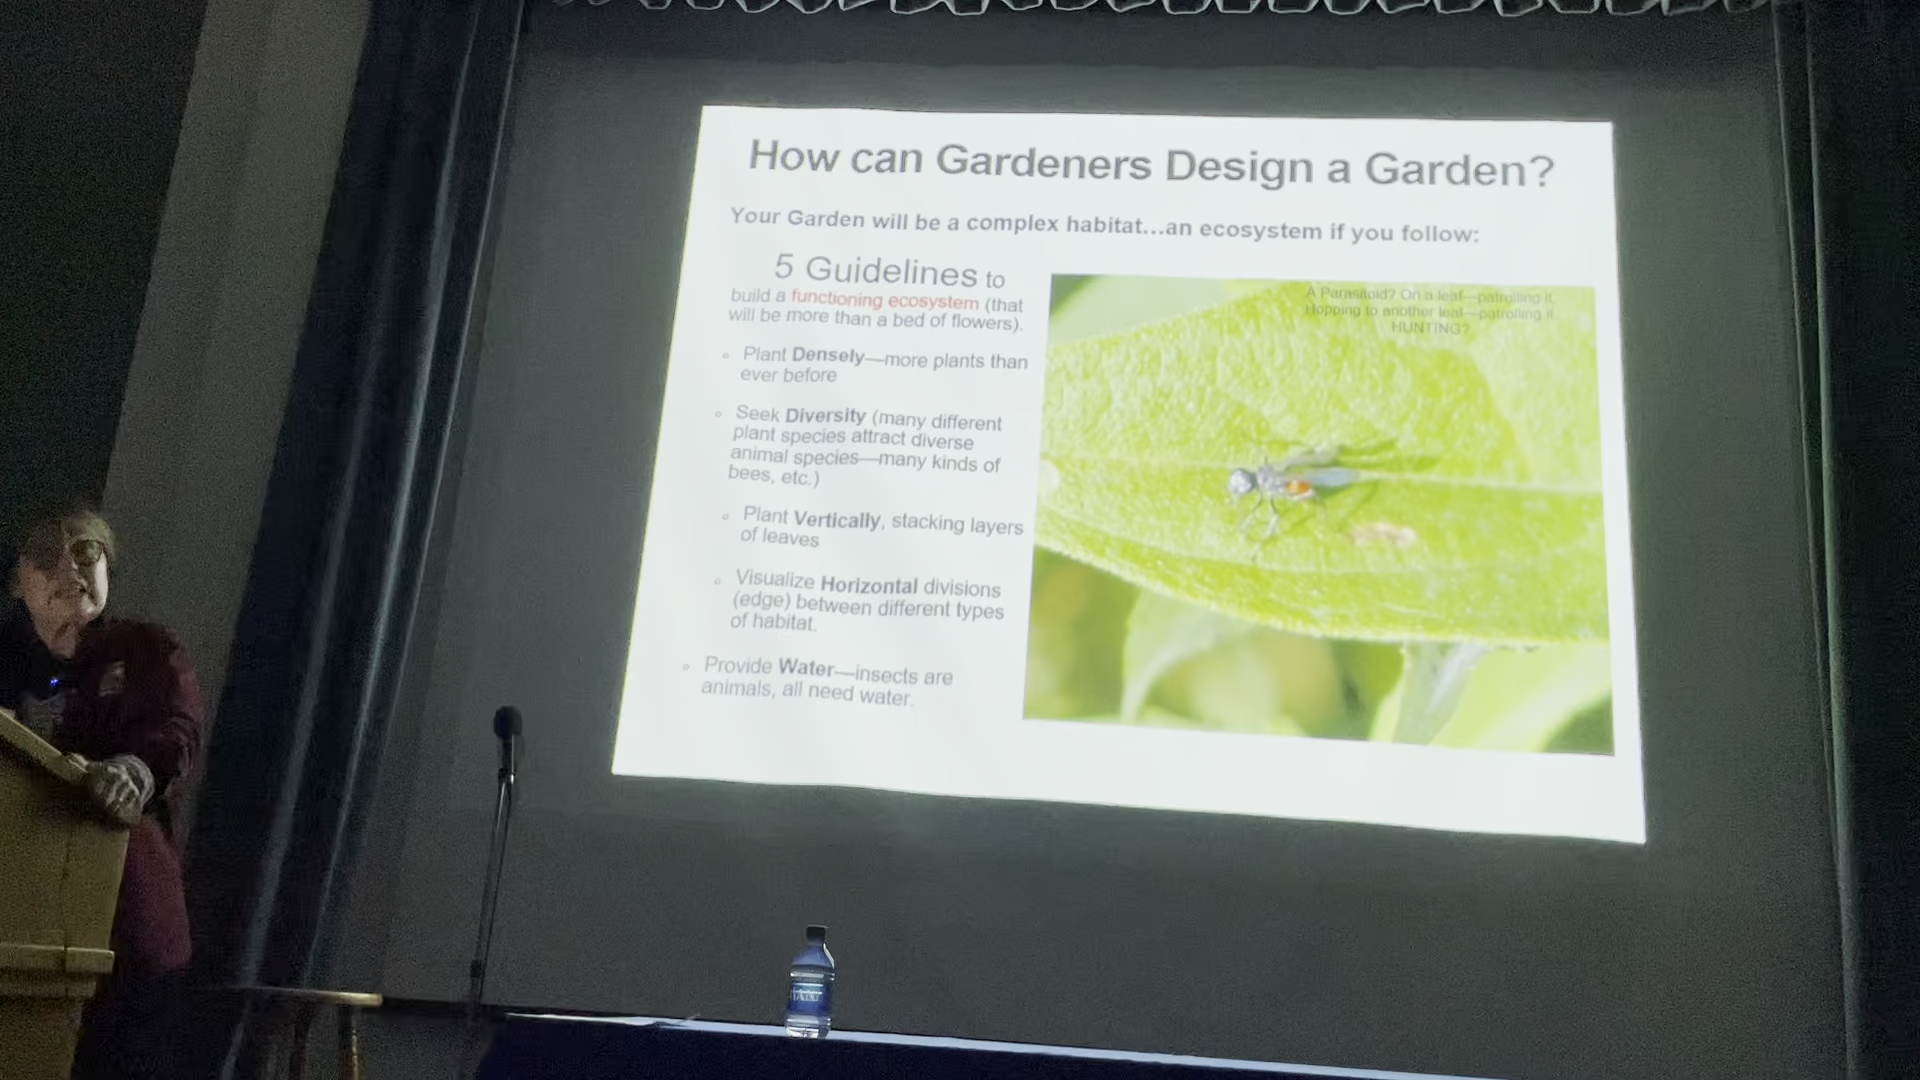 How can Gardeners Design a Garden?
Your Garden will be a complex habitat...an ecosystem if you follow:
5 Guidelines to
build a functioning ecosystem (that
will be more than a bed of flowers).
Plant Densely—more plants than
ever before
Seek Diversity (many different
plant species attract diverse
animal species—many kinds of
bees, etc.)
Plant Vertically, stacking layers
of leaves
Visualize Horizontal divisions
(edge) between different types
of habitat.
Provide Water—insects are
animals, all need water.
A Parasitoid? On a leaf—patrolling it.
Hopping to another leaf—patrolling it.
HUNTING?